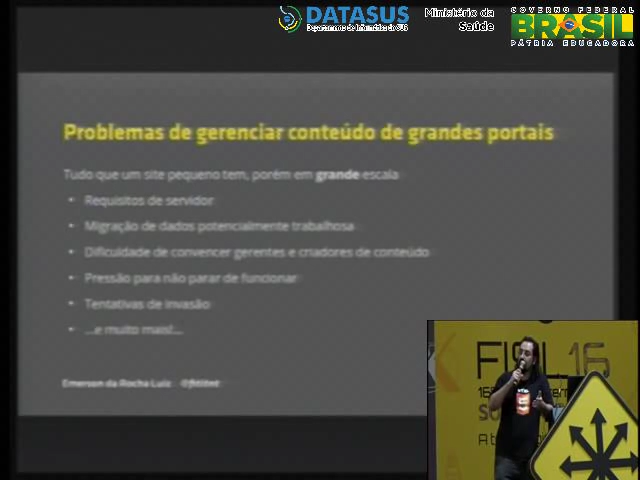 DATASUS
Ministério da
Saúde
GOVERNO FEDERAL
BRASIL
PÁTRIA EDUCADORA
Problemas de gerenciar conteúdo de grandes portais
Tudo que um site pequeno tem, porém em grande escala
• Requisitos de servidor
• Migração de dados potencialmente trabalhosa
• Dificuldade de convencer gerentes e criadores de conteúdo
• Pressão para não parar de funcionar
• Tentativas de invasão
• ...e muito mais!...
Emerson da Rocha Luiz
FISL16